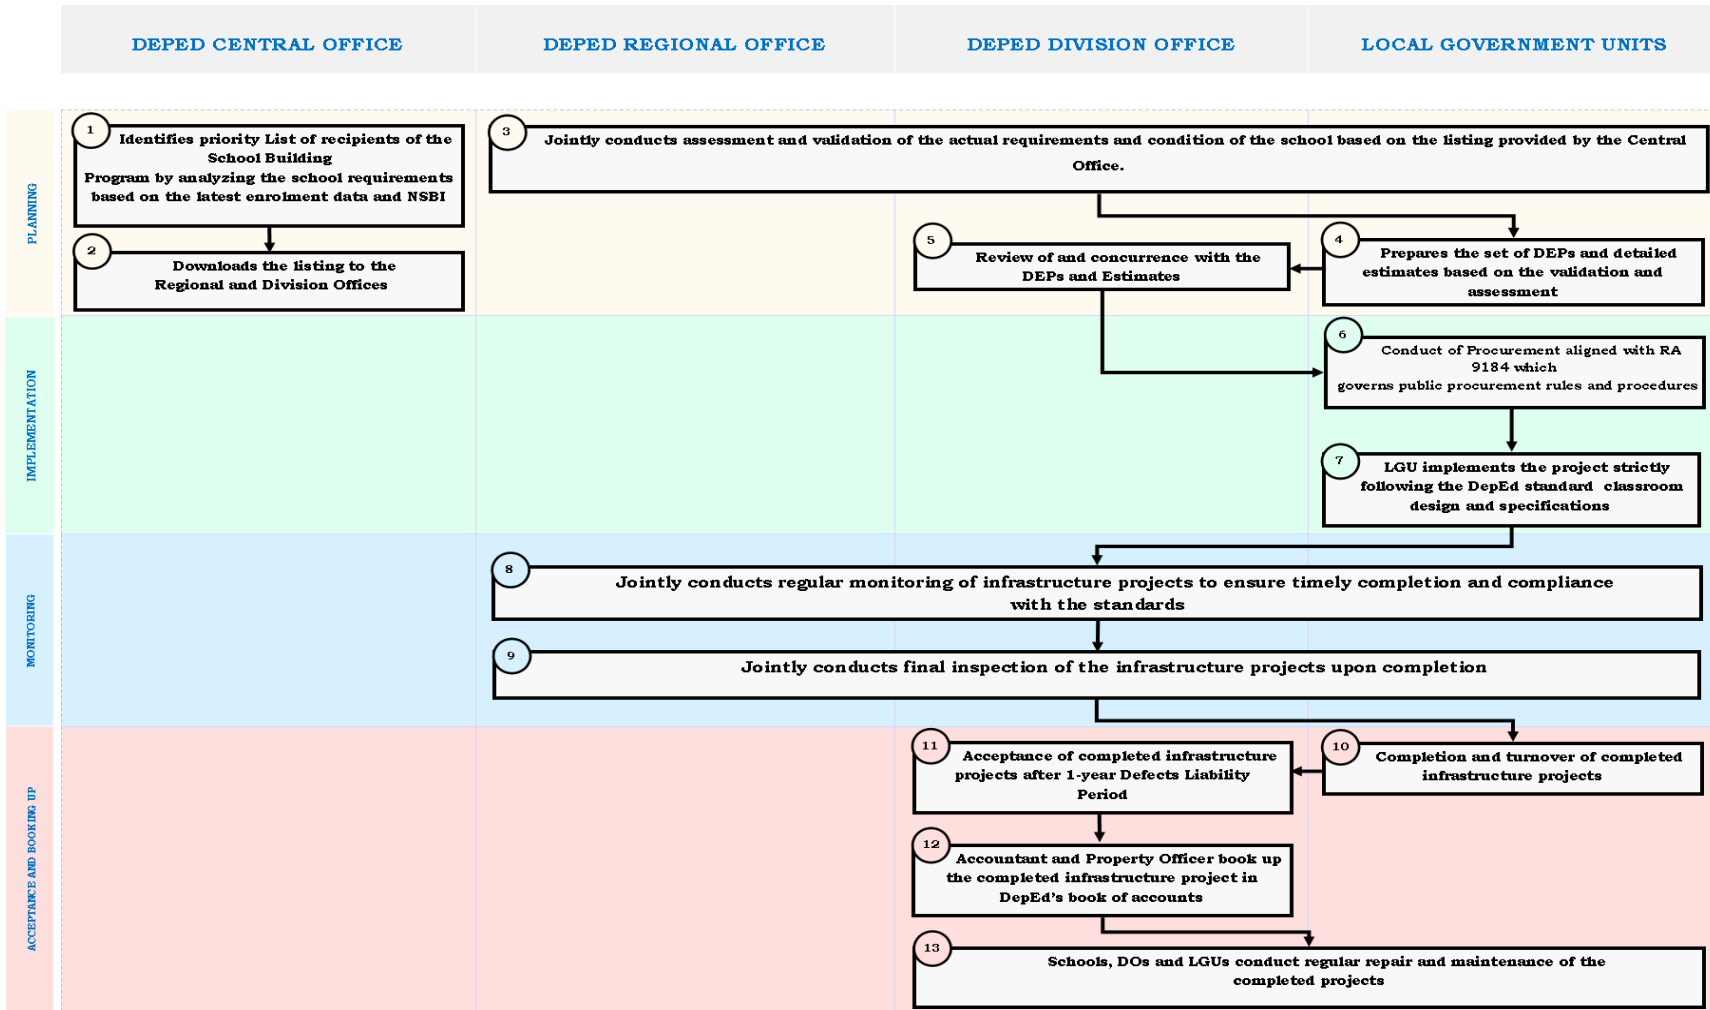 DEPED CENTRAL OFFICE
DEPED REGIONAL OFFICE
DEPED DIVISION OFFICE
LOCAL GOVERNMENT UNITS
PLANNING
1
Identifies priority List of recipients of the
School Building
Program by analyzing the school requirements
based on the latest enrolment data and NSBI
2
Downloads the listing to the
Regional and Division Offices
3
Jointly conducts assessment and validation of the actual requirements and condition of the school based on the listing provided by the Central
Office.
4
Prepares the set of DEPs and detailed
estimates based on the validation and
assessment
5
Review of and concurrence with the
DEPs and Estimates
IMPLEMENTATION
6
Conduct of Procurement aligned with RA
9184 which
governs public procurement rules and procedures
7
LGU implements the project strictly
following the DepEd standard classroom
design and specifications
MONITORING
8
Jointly conducts regular monitoring of infrastructure projects to ensure timely completion and compliance
with the standards
9
Jointly conducts final inspection of the infrastructure projects upon completion
ACCEPTANCE AND BOOKING UP
10
Completion and turnover of completed
infrastructure projects
11
Acceptance of completed infrastructure
projects after 1-year Defects Liability
Period
12
Accountant and Property Officer book up
the completed infrastructure project in
DepEd's book of accounts
13
Schools, DOs and LGUs conduct regular repair and maintenance of the
completed projects